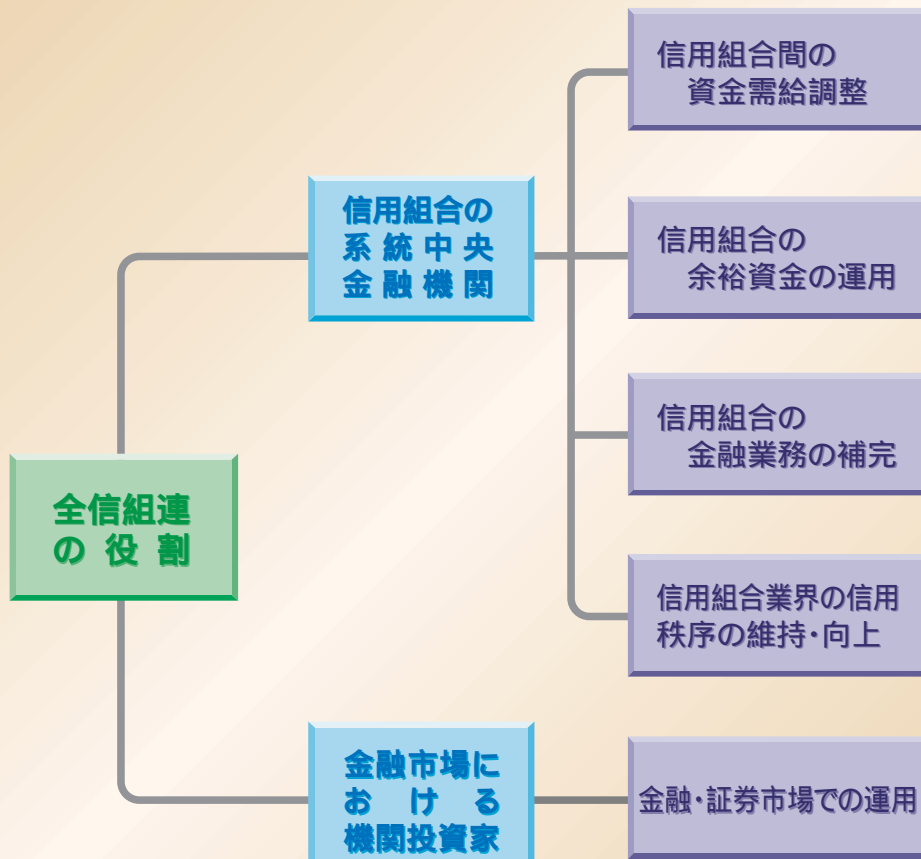 全信組連
の役割
信用組合の
系統中央
金融機関
信用組合間の
資金需給調整
信用組合の
余裕資金の運用
信用組合の
金融業務の補完
信用組合業界の信用
秩序の維持・向上
金融市場に
おける
機関投資家
金融・証券市場での運用